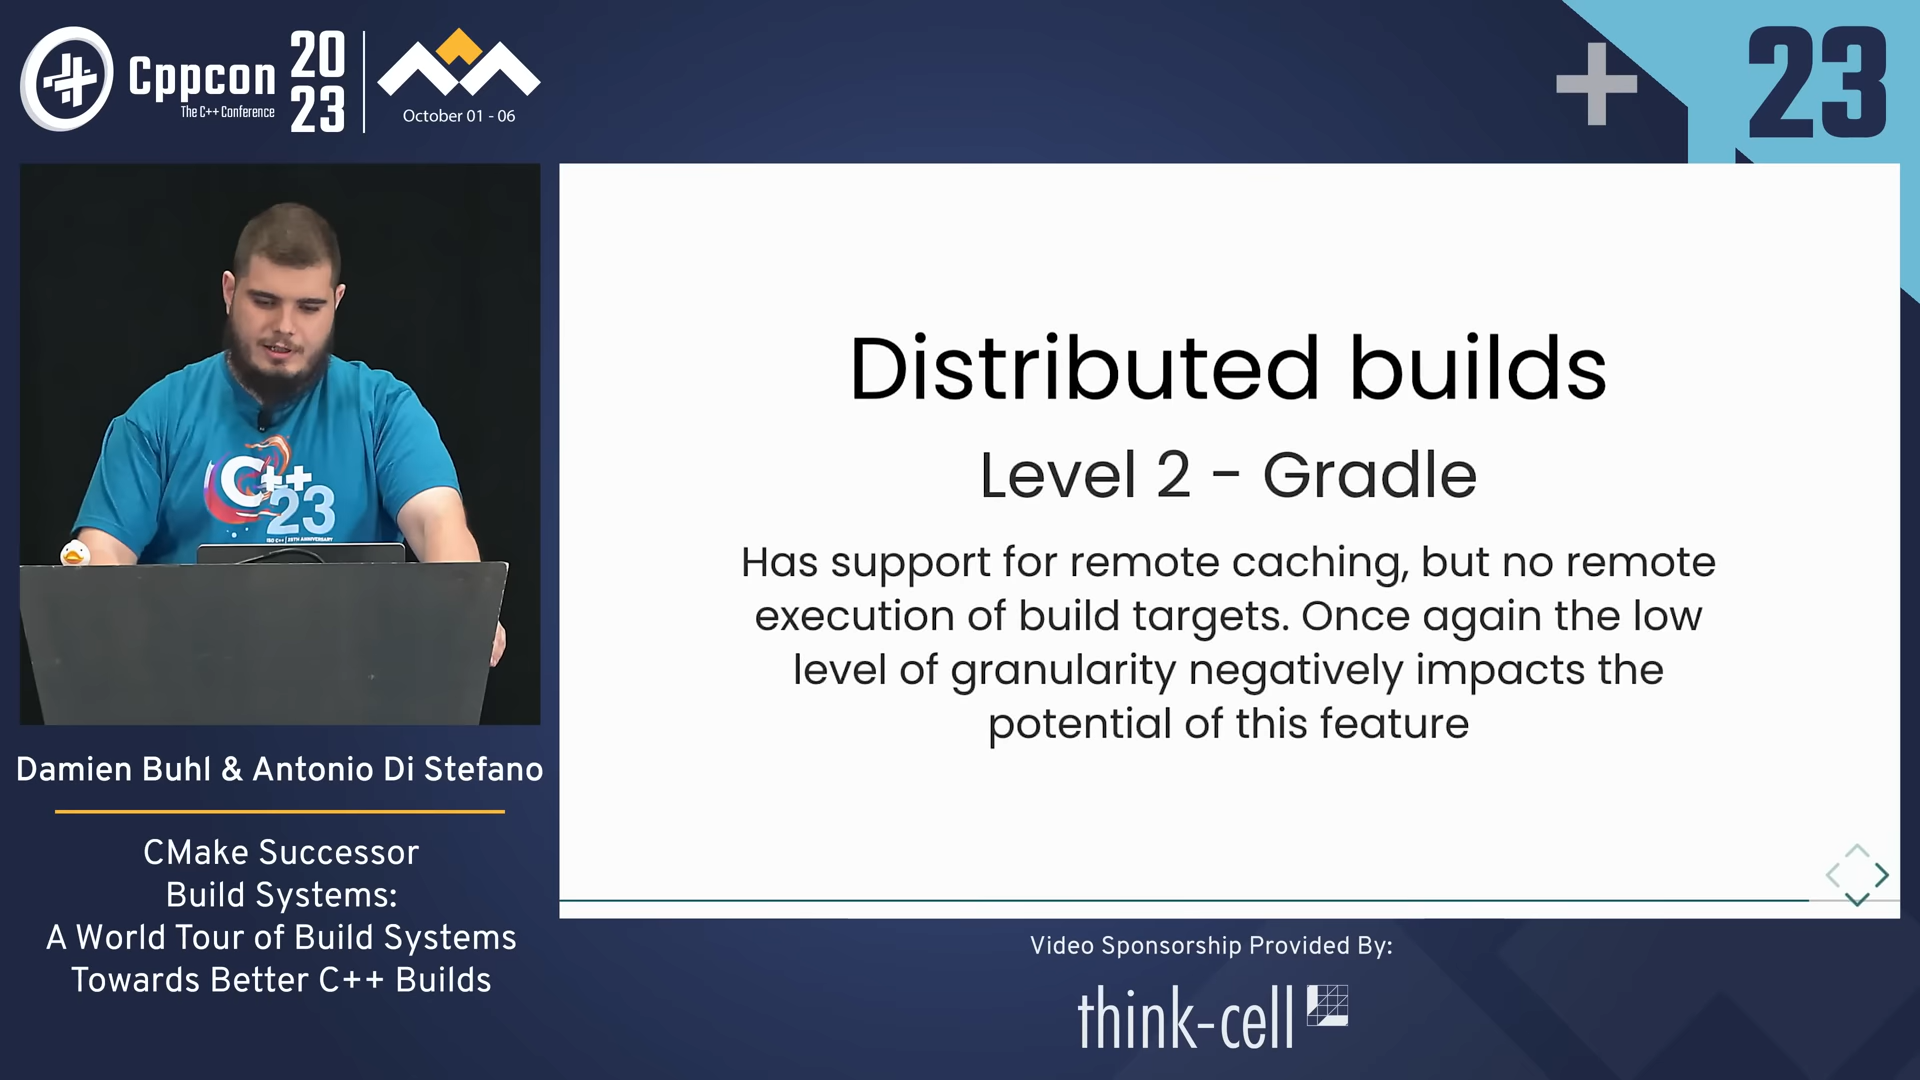 Cppcon
The C++ Conference
20
23
October 01 - 06
23
C++
23
Distributed builds
Level 2 - Gradle
Has support for remote caching, but no remote
execution of build targets. Once again the low
level of granularity negatively impacts the
potential of this feature
Damien Buhl & Antonio Di Stefano
CMake Successor
Build Systems:
A World Tour of Build Systems
Towards Better C++ Builds
Video Sponsorship Provided By:
think-cell